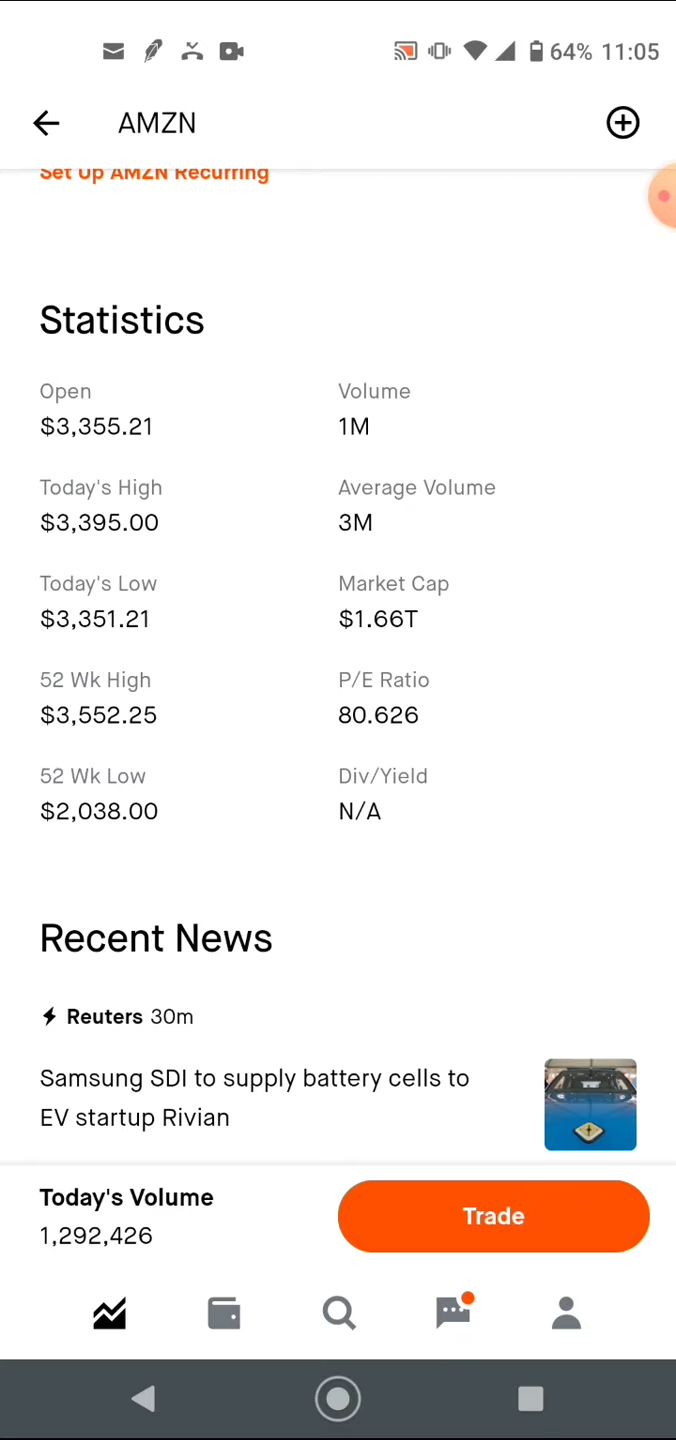 64% 11:05
AMZN
Set Up AMZN Recurring
Statistics
Open
$3,355.21
Volume
1M
Today's High
$3,395.00
Average Volume
3M
Today's Low
$3,351.21
Market Cap
$1.66T
52 Wk High
$3,552.25
P/E Ratio
80.626
52 Wk Low
$2,038.00
Div/Yield
N/A
Recent News
Reuters 30m
Samsung SDI to supply battery cells to
EV startup Rivian
Today's Volume
1,292,426
Trade